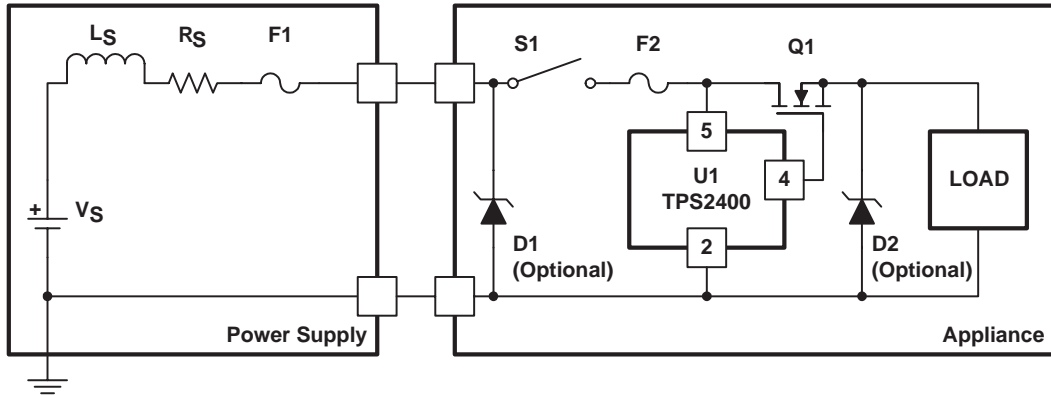 LS
RS
F1
+
VS
Power Supply
S1
F2
Q1
5
U1
TPS2400
4
2
D1
(Optional)
D2
(Optional)
LOAD
Appliance